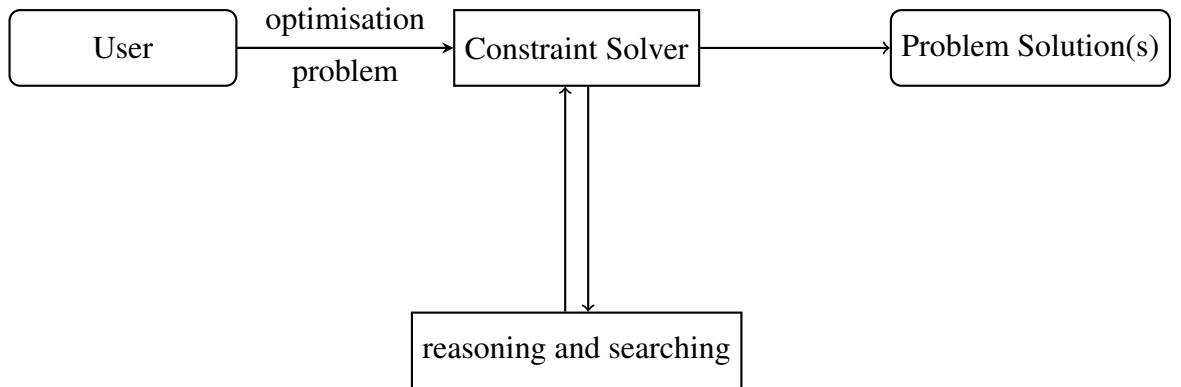 User
optimisation
problem
Constraint Solver
Problem Solution(s)
reasoning and searching